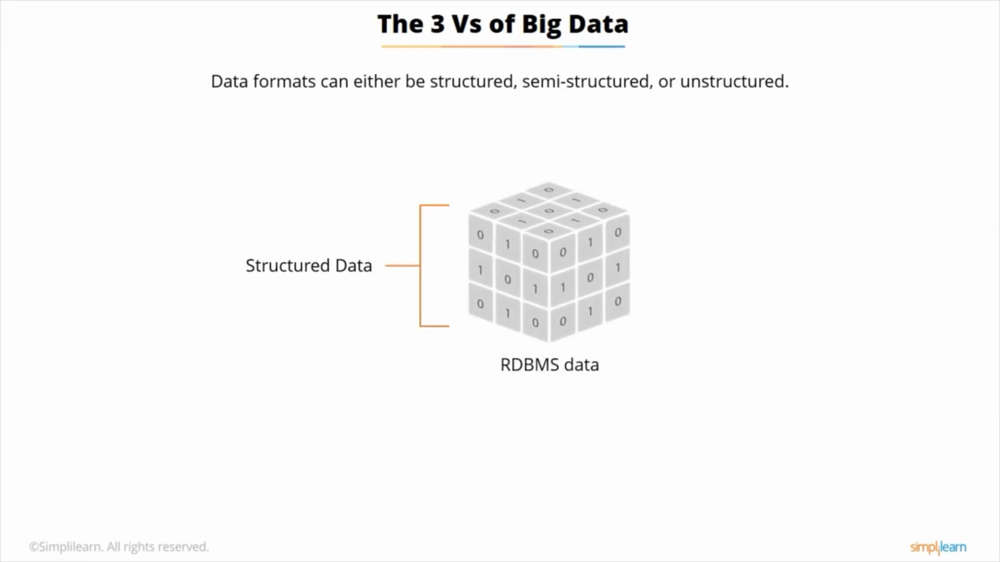 The 3 Vs of Big Data
Data formats can either be structured, semi-structured, or unstructured.
0
1 1
0 0 0
1 1
0
0 1 0 0 1 0
1 0 1 1 0 1
0 1 0 0 1 0
Structured Data
RDBMS data
©Simplilearn. All rights reserved.
simplilearn